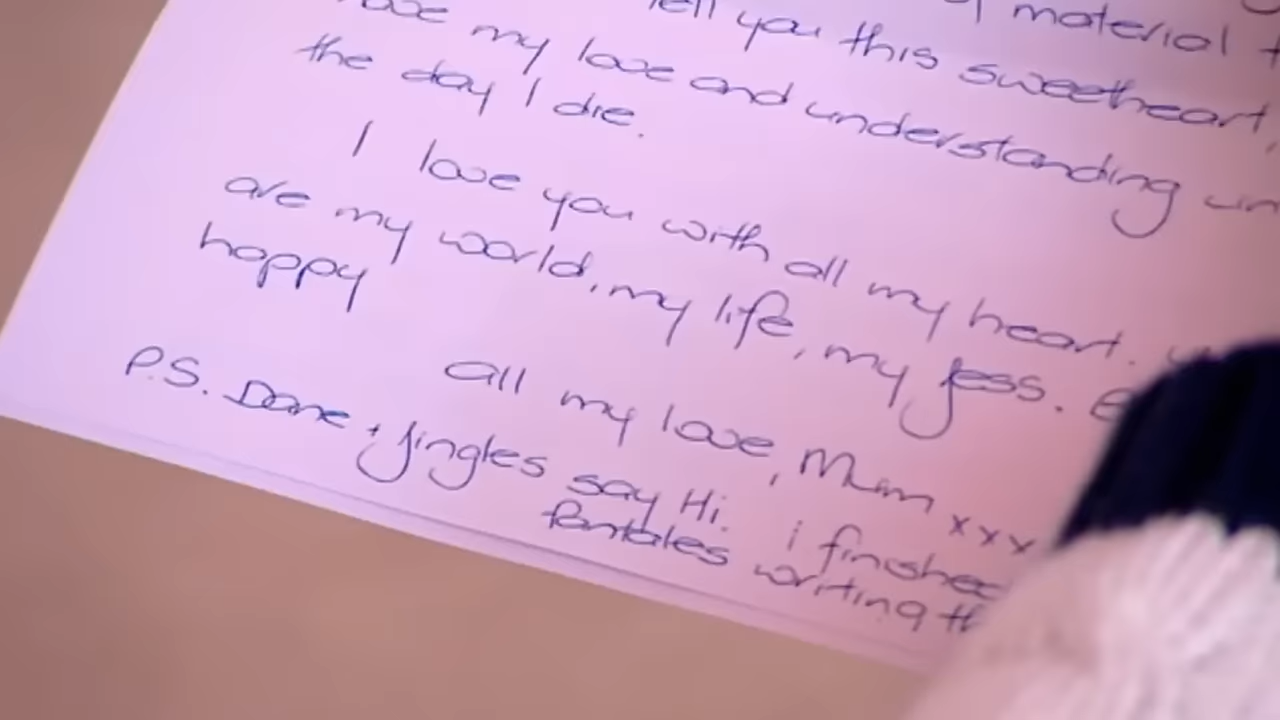 material
tell you this sweetheart,
my love and understanding
the day I die.
I love you with all my heart.
are my world, my life, my Jess.
happy
all my love, Mum xxx
P.S. Dane + Jingles say Hi. i
fantales writing